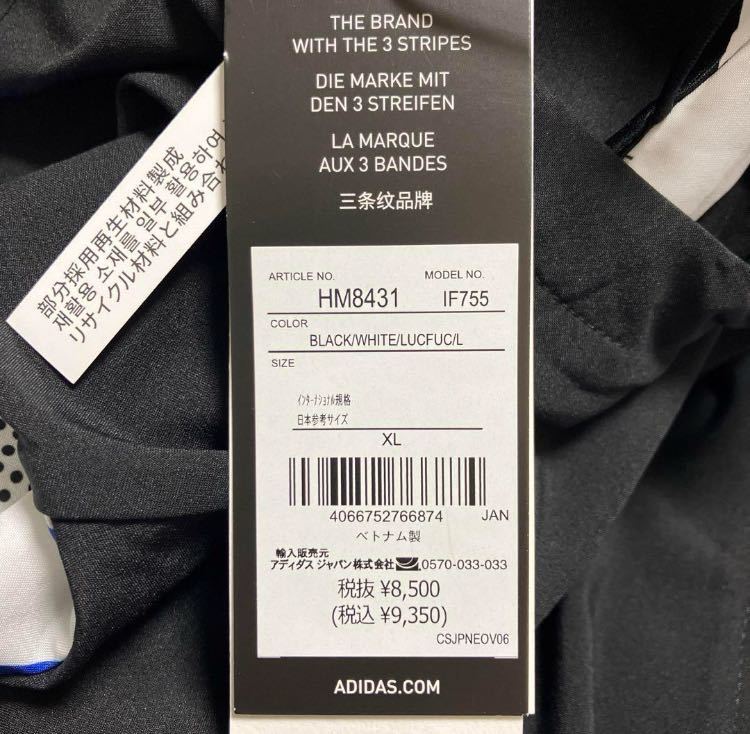 THE BRAND
WITH THE 3 STRIPES
DIE MARKE MIT
DEN 3 STREIFEN
LA MARQUE
AUX 3 BANDES
三条纹品牌
部分採用再生材料製成
재활용 소재를 일부 활용하여
リサイクル材料と組み合わ
ARTICLE NO. MODEL NO.
HM8431 IF755
COLOR
BLACK/WHITE/LUCFUC/L
SIZE
インターナショナル規格
日本参考サイズ
XL
4066752766874 JAN
ベトナム製
輸入販売元
アディダス ジャパン株式会社 0570-033-033
税抜 ¥8,500
(税込 ¥9,350)
CSJPNEOV06
ADIDAS.COM